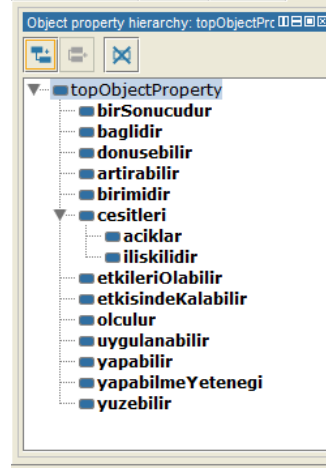 Object property hierarchy: topObjectPrc
topObjectProperty
birSonucudur
baglidir
donusebilir
artirabilir
birimidir
cesitleri
aciklar
iliskilidir
etkileriOlabilir
etkisindeKalabilir
olculur
uygulanabilir
yapabilir
yapabilmeYetenegi
yuzebilir